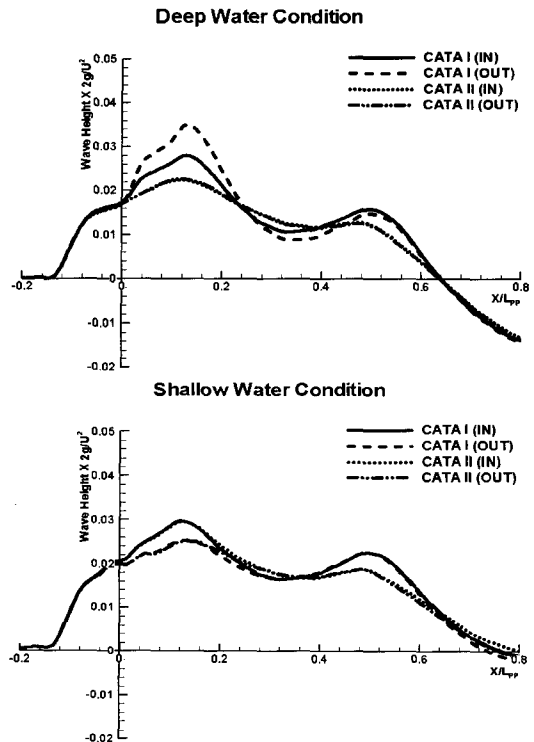 Deep Water Condition
Wave Height X 2g/U²
0.05
0.04
0.03
0.02
0.01
0
-0.01
-0.02
CATA I (IN)
CATA I (OUT)
CATA II (IN)
CATA II (OUT)
-0.2
0
0.2
0.4
0.6
0.8
X/Lpp
Shallow Water Condition
Wave Height X 2g/U²
0.05
0.04
0.03
0.02
0.01
0
-0.01
-0.02
CATA I (IN)
CATA I (OUT)
CATA II (IN)
CATA II (OUT)
-0.2
0
0.2
0.4
0.6
0.8
X/Lpp